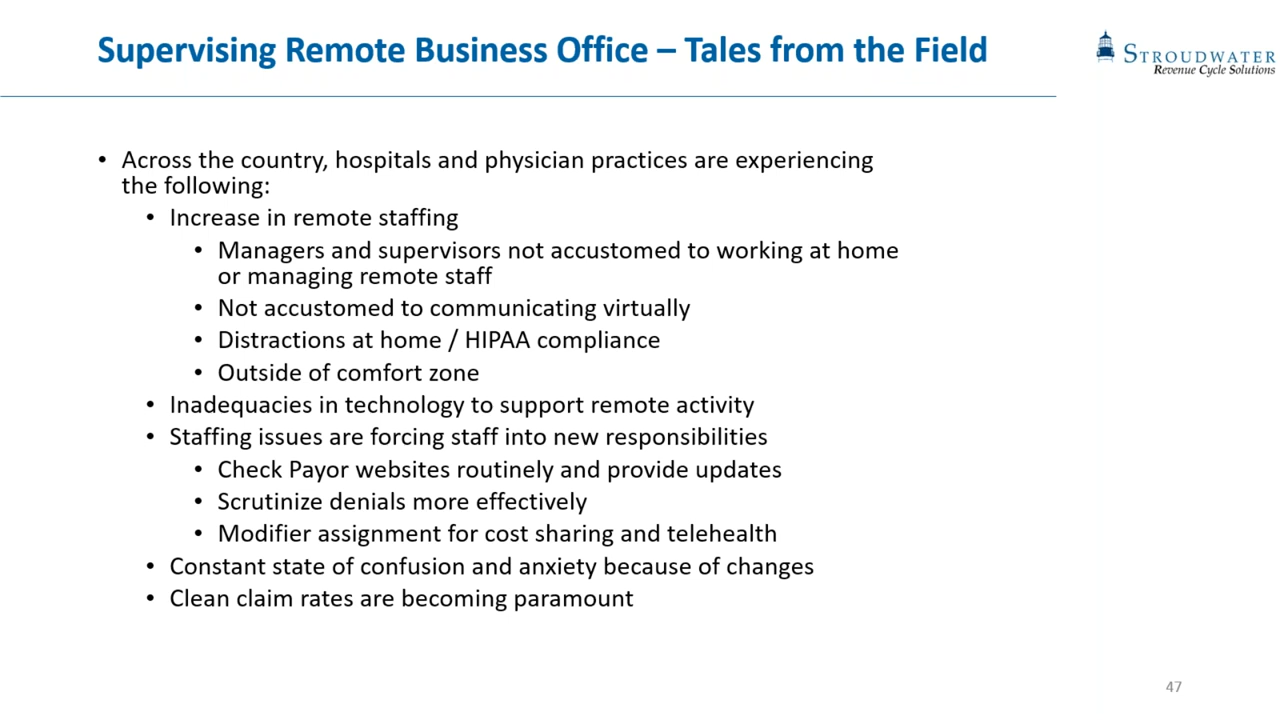 Supervising Remote Business Office – Tales from the Field
STROUDWATER
Revenue Cycle Solutions
• Across the country, hospitals and physician practices are experiencing
the following:
• Increase in remote staffing
• Managers and supervisors not accustomed to working at home
or managing remote staff
• Not accustomed to communicating virtually
• Distractions at home / HIPAA compliance
• Outside of comfort zone
• Inadequacies in technology to support remote activity
• Staffing issues are forcing staff into new responsibilities
• Check Payor websites routinely and provide updates
• Scrutinize denials more effectively
• Modifier assignment for cost sharing and telehealth
• Constant state of confusion and anxiety because of changes
• Clean claim rates are becoming paramount
47